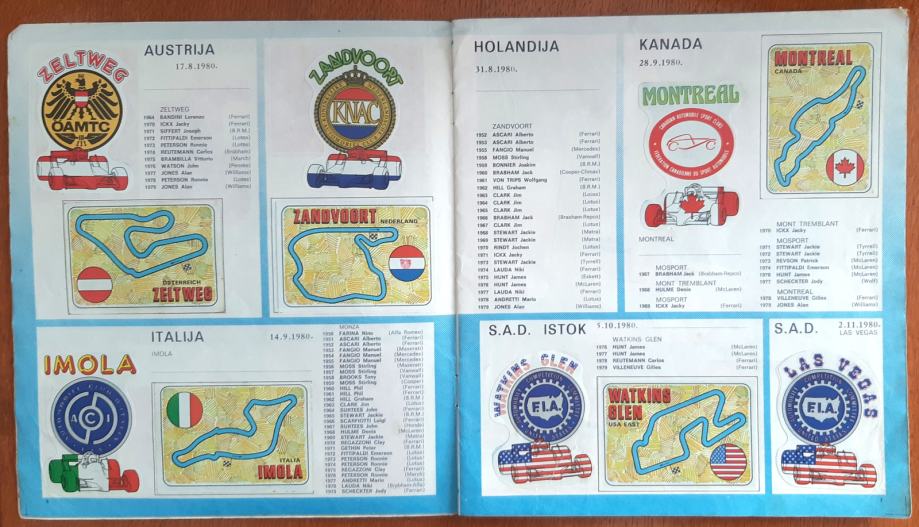 AUSTRIJA
17.8.1980.
ZELTWEG
ÖAMTC
ZELTWEG
1964 BANDINI Lorenzo (Ferrari)
1970 ICKX Jacky (Ferrari)
1971 SIFFERT Joseph (B.R.M.)
1972 FITTIPALDI Emerson (Lotus)
1973 PETERSON Ronnie (Lotus)
REUTEMANN Carlos (Brabham)
1975 BRAMBILLA Vittorio (March)
1976 WATSON John (Penske)
1977 JONES Alan
PETERSON Ronnie (Lotus)
1979 JONES Alan (Williams)
ÖSTERREICH
ZELTWEG
ZANDVOORT
KNAC
ZANDVOORT
NEDERLAND
ITALIJA
14.9.1980.
IMOLA
IMOLA
ITALIA
IMOLA
MONZA
1950 FARINA Nino (Alfa Romeo)
1951 ASCARI Alberto (Ferrari)
1952 ASCARI Alberto (Ferrari)
1953 FANGIO Manuel (Maserati)
1954 FANGIO Manuel (Mercedes)
1955 FANGIO Manuel (Mercedes)
1956 MOSS Stirling (Maserati)
1957 MOSS Stirling (Vanwall)
1958 BROOKS Tony (Vanwall)
1959 MOSS Stirling (Cooper)
1960 HILL Phil (Ferrari)
1961 HILL Phil (Ferrari)
1962 HILL Graham (B.R.M.)
1963 CLARK Jim (Lotus)
1964 SURTEES John (Ferrari)
1965 STEWART Jackie (B.R.M.)
1966 SCARFIOTTI Luigi (Ferrari)
1967 SURTEES John (Honda)
1968 HULME Denis (McLaren)
1969 STEWART Jackie (Matra)
1970 REGAZZONI Clay (Ferrari)
1971 GETHIN Peter (B.R.M.)
1972 FITTIPALDI Emerson (Lotus)
1973 PETERSON Ronnie (Lotus)
1974 PETERSON Ronnie (Lotus)
1975 REGAZZONI Clay (Ferrari)
1976 PETERSON Ronnie (March)
1977 ANDRETTI Mario (Lotus)
LAUDA Niki
SCHECKTER Jody (Ferrari)
HOLANDIJA
31.8.1980.
ZANDVOORT
1952 ASCARI Alberto (Ferrari)
1953 ASCARI Alberto (Ferrari)
1955 FANGIO Manuel (Mercedes)
1958 MOSS Stirling (Vanwall)
1959 BONNIER Joakim (B.R.M.)
1960 BRABHAM Jack (Cooper-Climax)
1961 VON TRIPS Wolfgang (Ferrari)
1962 HILL Graham (B.R.M.)
1963 CLARK Jim (Lotus)
1964 CLARK Jim (Lotus)
1965 CLARK Jim (Lotus)
1966 BRABHAM Jack
1967 CLARK Jim (Lotus)
1968 STEWART Jackie (Matra)
1969 STEWART Jackie (Matra)
1970 RINDT Jochen (Lotus)
1971 ICKX Jacky (Ferrari)
1973 STEWART Jackie (Tyrrell)
1974 LAUDA Niki (Ferrari)
1975 HUNT James
1976 HUNT James (McLaren)
1977 LAUDA Niki (Ferrari)
1978 ANDRETTI Mario (Lotus)
1979 JONES Alan (Williams)
KANADA
28.9.1980.
MONTREAL
MONTREAL
MOSPORT
1967 BRABHAM Jack (Brabham-Repco)
MONT TREMBLANT
1968 HULME Denis (McLaren)
MOSPORT
1969 ICKX Jacky
MONTREAL
CANADA
MONT TREMBLANT
1970 ICKX Jacky (Ferrari)
MOSPORT
1971 STEWART Jackie (Tyrrell)
1972 STEWART Jackie (Tyrrell)
1973 REVSON Patrick (McLaren)
1974 FITTIPALDI Emerson (McLaren)
1976 HUNT James (McLaren)
1977 SCHECKTER Jody (Wolf)
MONTREAL
1978 VILLENEUVE Gilles (Ferrari)
1979 JONES Alan (Williams)
S.A.D. ISTOK
5.10.1980.
WATKINS GLEN
F.I.A.
WATKINS GLEN
1976 HUNT James (McLaren)
1977 HUNT James (McLaren)
1978 REUTEMANN Carlos (Ferrari)
1979 VILLENEUVE Gilles (Ferrari)
WATKINS
GLEN
USA EAST
S.A.D.
2.11.1980.
LAS VEGAS
LAS VEGAS
F.I.A.